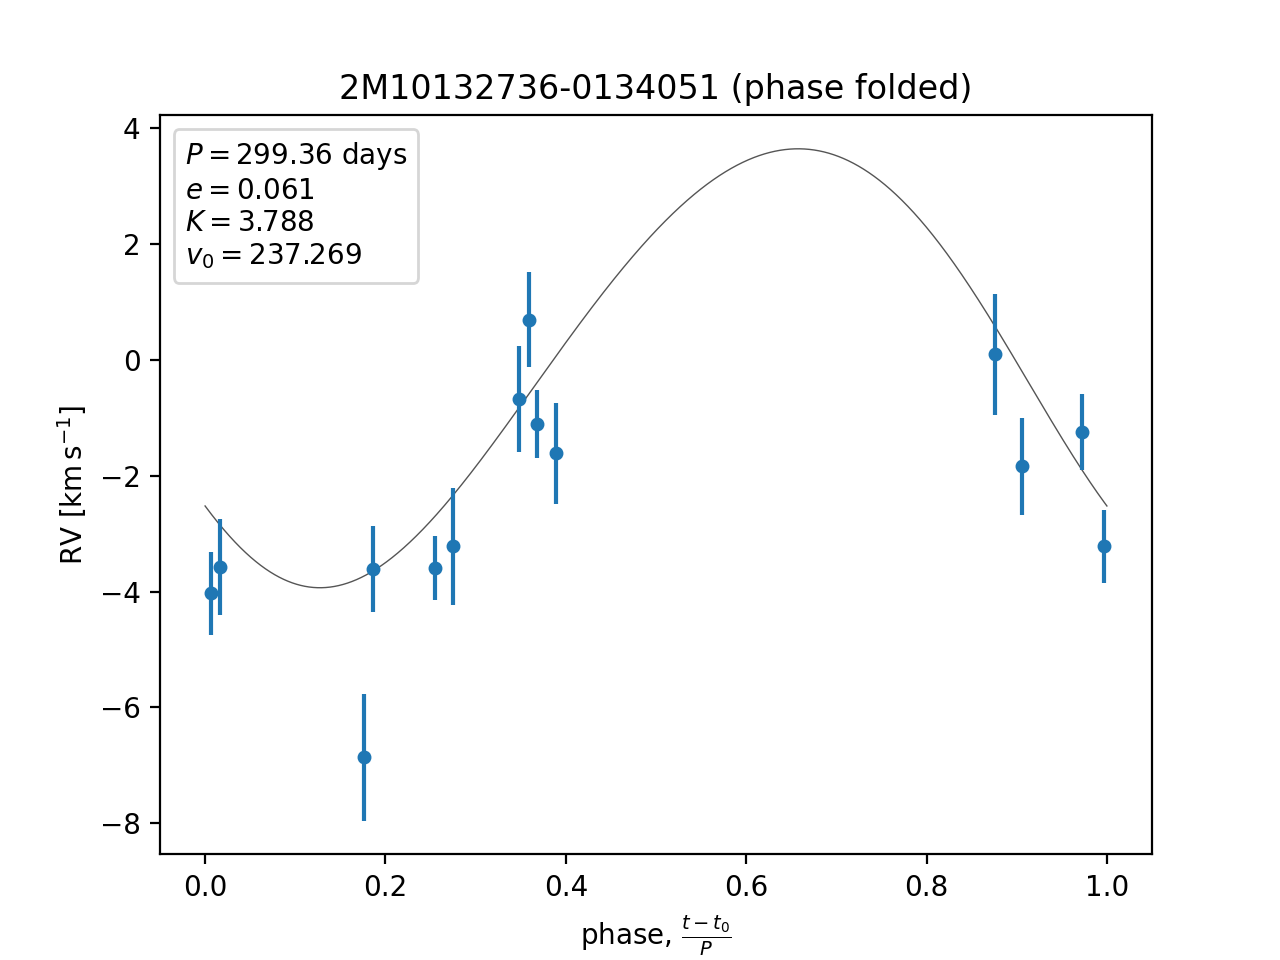 2M10132736-0134051 (phase folded)
P = 299.36 days
e = 0.061
K = 3.788
v₀ = 237.269
4
2
0
−2
−4
−6
−8
RV [km s⁻¹]
0.0 0.2 0.4 0.6 0.8 1.0
phase, (t − t₀)/P